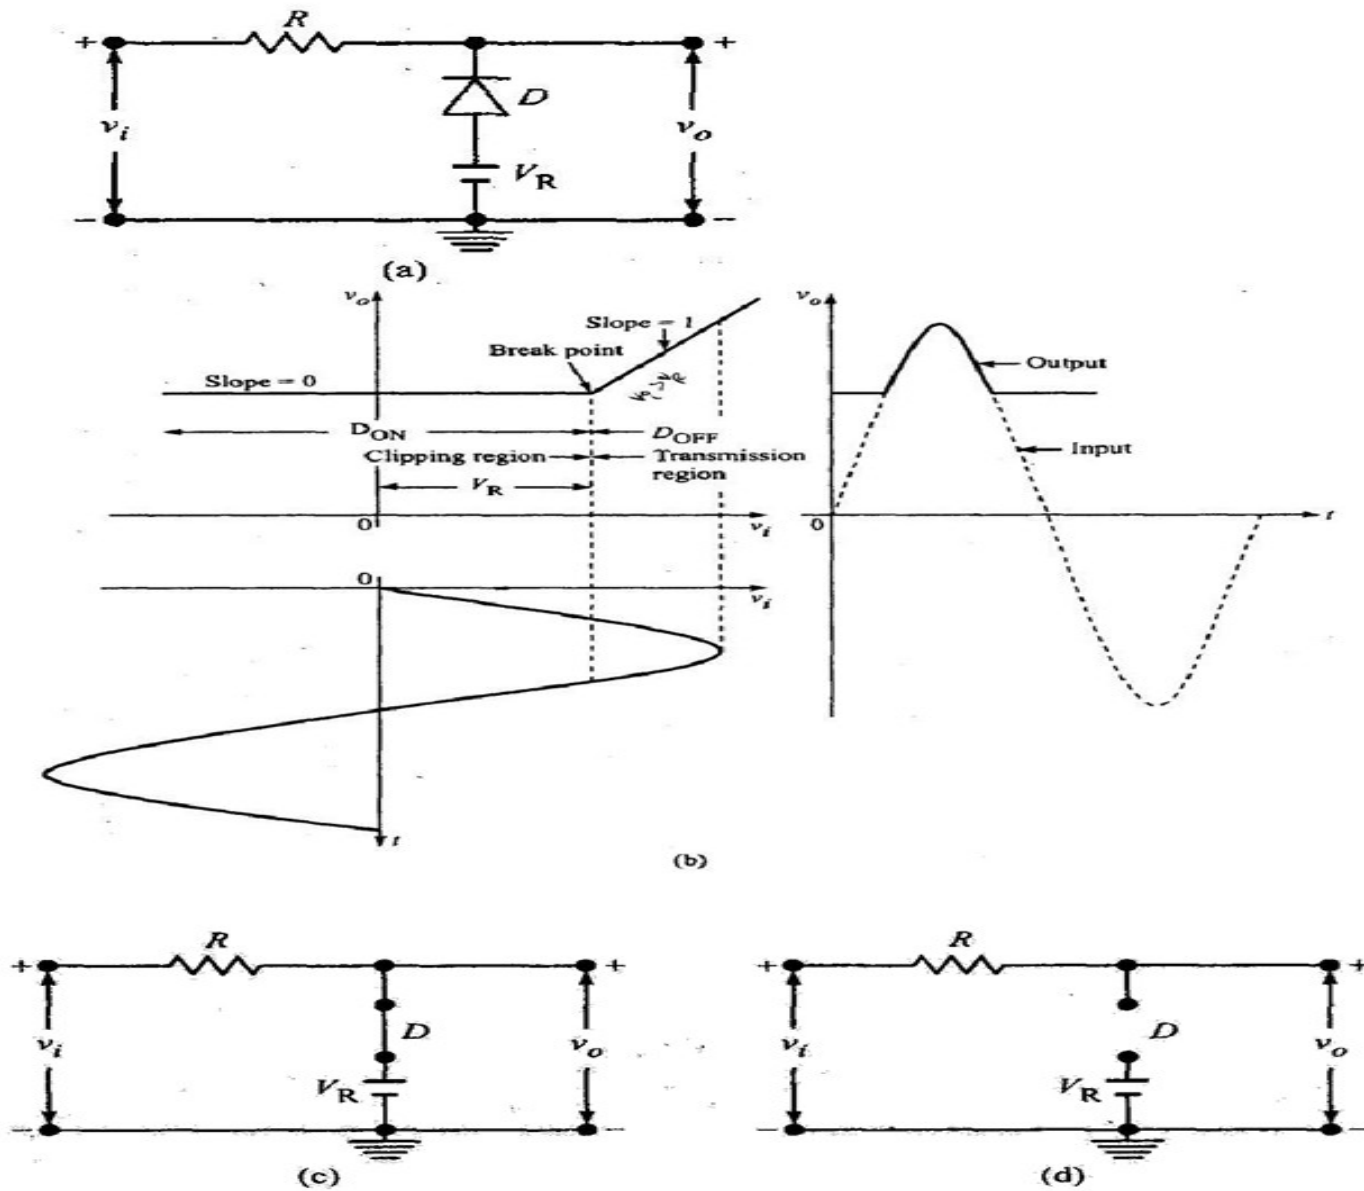 R
+ +
D
v_i v_o
V_R
− −
(a)
v_o v_o
Slope = 1
Break point
Output
Slope = 0
D_ON D_OFF
Clipping region Transmission region
Input
V_R
0 v_i 0 t
0 v_i
t
(b)
R R
+ + + +
D D
v_i v_o v_i v_o
V_R V_R
− − − −
(c) (d)